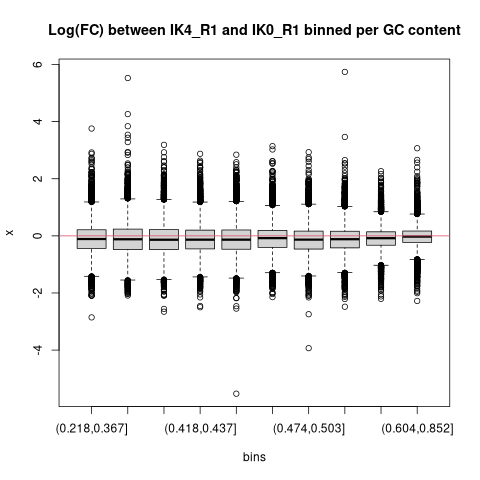 Log(FC) between IK4_R1 and IK0_R1 binned per GC content
6
4
2
0
-2
-4
x
(0.218,0.367] (0.418,0.437] (0.474,0.503] (0.604,0.852]
bins